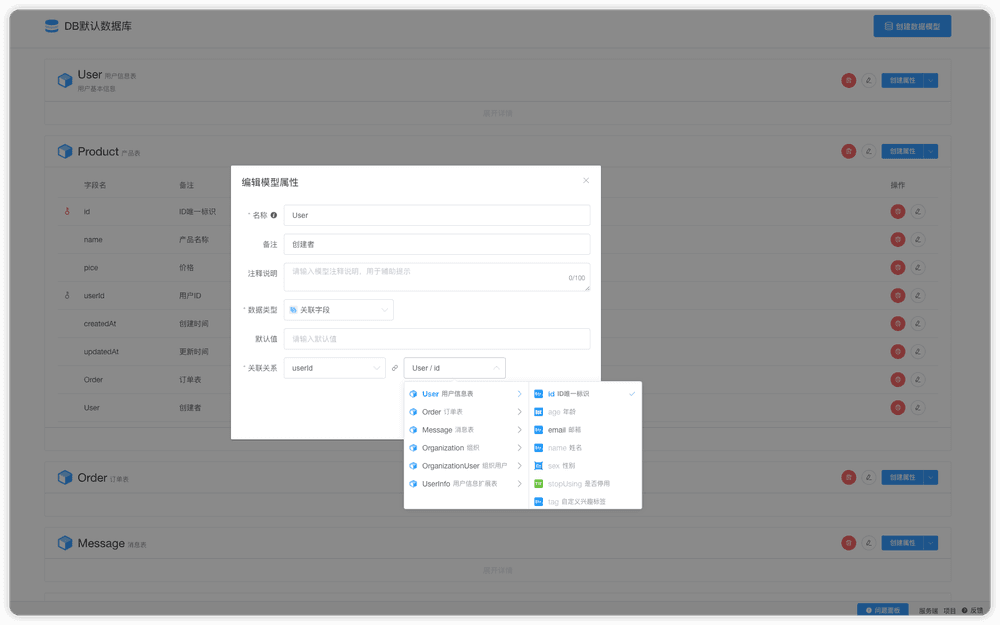 DB默认数据库
创建数据模型
User 用户信息表
用户基本信息
创建属性
展开详情
Product 产品表
创建属性
字段名 备注 操作
id ID唯一标识
name 产品名称
pice 价格
userId 用户ID
createdAt 创建时间
updatedAt 更新时间
Order 订单表
User 创建者
编辑模型属性
* 名称 User
备注 创建者
注释说明 请输入模型注释说明，用于辅助提示
0/100
* 数据类型 关联字段
默认值 请输入默认值
* 关联关系 userId User / id
User 用户信息表
Order 订单表
Message 消息表
Organization 组织
OrganizationUser 组织用户
UserInfo 用户信息扩展表
id ID唯一标识
age 年龄
email 邮箱
name 姓名
sex 性别
stopUsing 是否停用
tag 自定义兴趣标签
Order 订单表
创建属性
Message 消息表
创建属性
展开详情
问题面板 服务端 项目 反馈